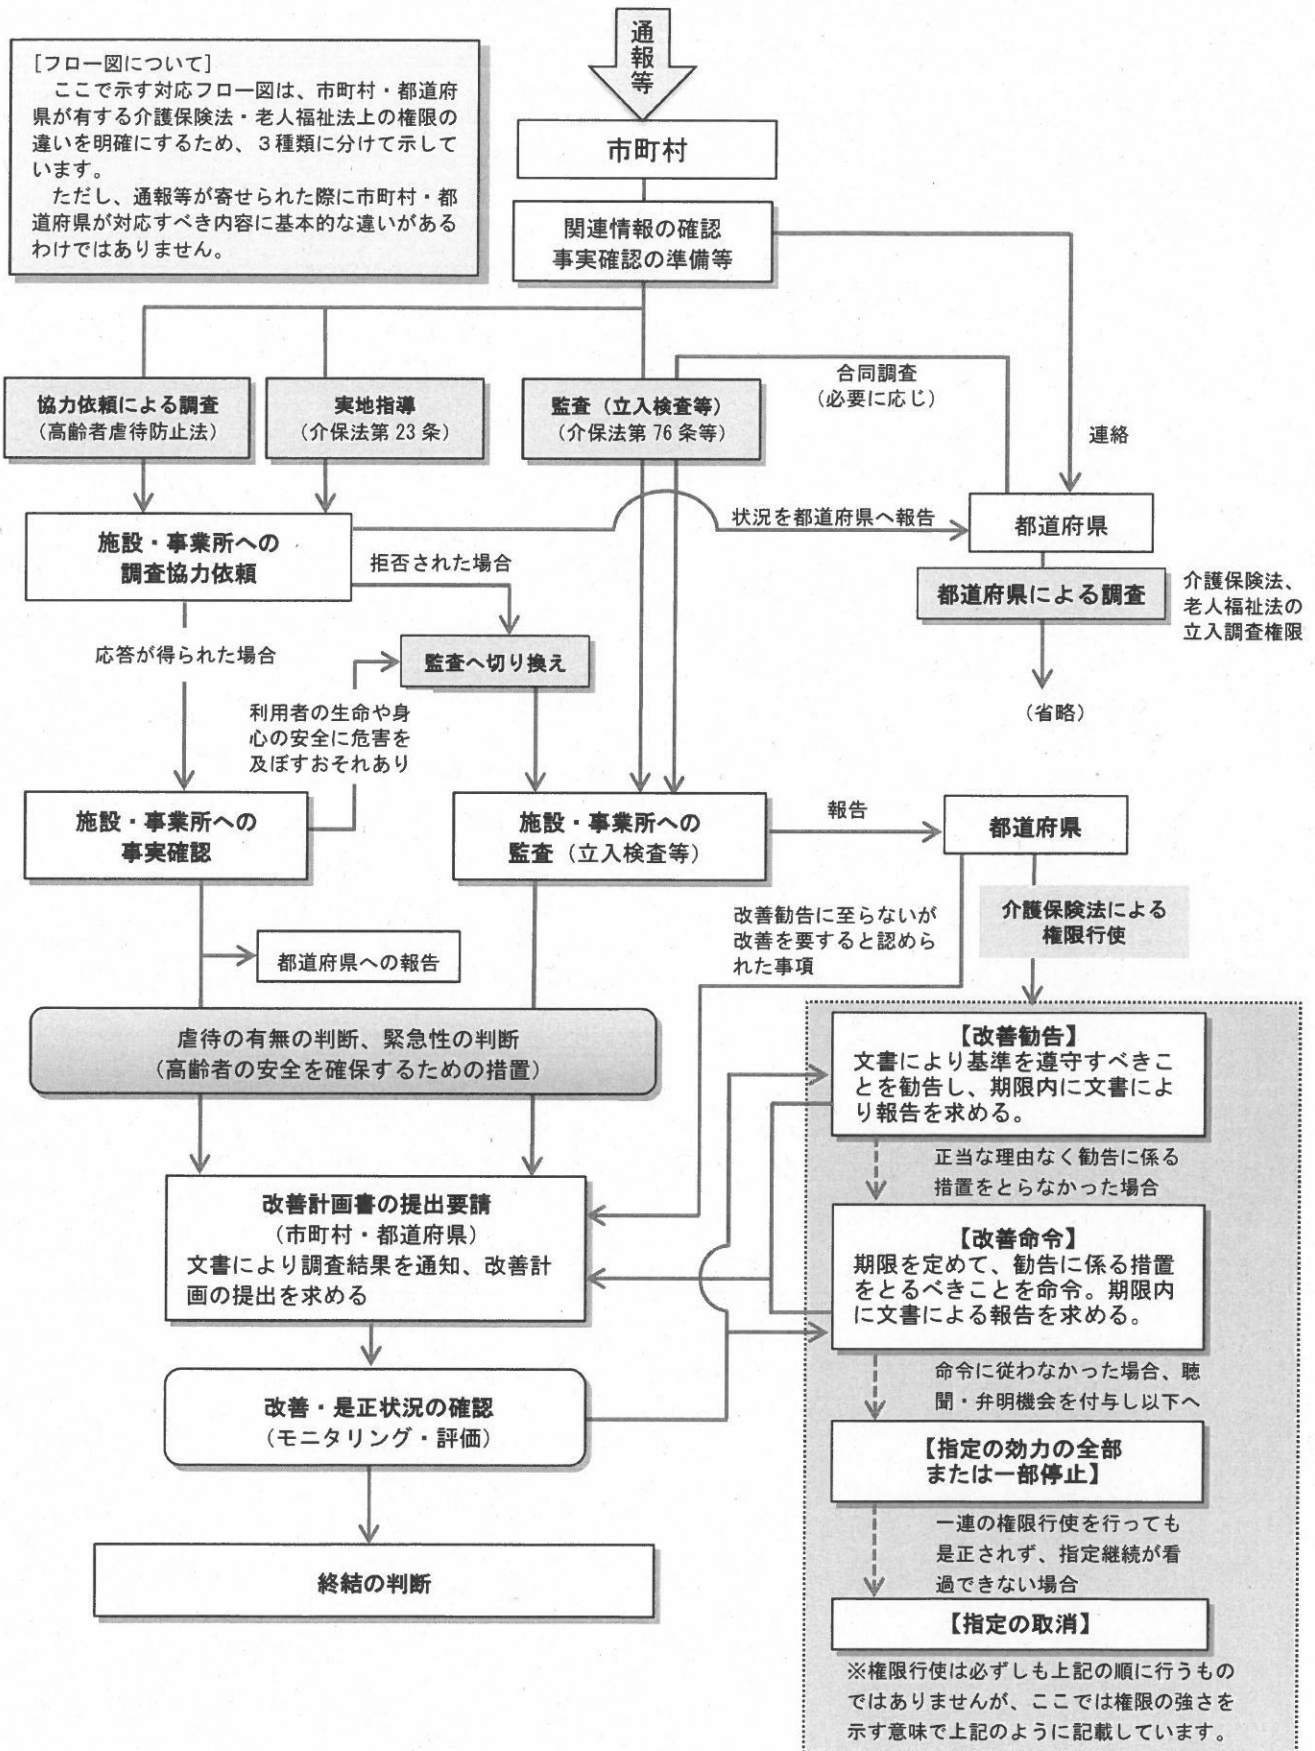 通報等
[フロー図について]
ここで示す対応フロー図は、市町村・都道府
県が有する介護保険法・老人福祉法上の権限の
違いを明確にするため、３種類に分けて示して
います。
ただし、通報等が寄せられた際に市町村・都
道府県が対応すべき内容に基本的な違いがある
わけではありません。
市町村
関連情報の確認
事実確認の準備等
協力依頼による調査
(高齢者虐待防止法)
実地指導
(介保法第 23 条)
監査（立入検査等）
(介保法第 76 条等)
合同調査
(必要に応じ)
連絡
施設・事業所への
調査協力依頼
拒否された場合
状況を都道府県へ報告
都道府県
都道府県による調査
介護保険法、
老人福祉法の
立入調査権限
(省略)
応答が得られた場合
監査へ切り換え
利用者の生命や身
心の安全に危害を
及ぼすおそれあり
施設・事業所への
事実確認
施設・事業所への
監査（立入検査等）
報告
都道府県
都道府県への報告
改善勧告に至らないが
改善を要すると認めら
れた事項
介護保険法による
権限行使
虐待の有無の判断、緊急性の判断
(高齢者の安全を確保するための措置)
【改善勧告】
文書により基準を遵守すべきこ
とを勧告し、期限内に文書によ
り報告を求める。
正当な理由なく勧告に係る
措置をとらなかった場合
改善計画書の提出要請
（市町村・都道府県）
文書により調査結果を通知、改善計
画の提出を求める
【改善命令】
期限を定めて、勧告に係る措置
をとるべきことを命令。期限内
に文書による報告を求める。
命令に従わなかった場合、聴
聞・弁明機会を付与し以下へ
改善・是正状況の確認
（モニタリング・評価）
【指定の効力の全部
または一部停止】
一連の権限行使を行っても
是正されず、指定継続が看
過できない場合
終結の判断
【指定の取消】
※権限行使は必ずしも上記の順に行うもの
ではありませんが、ここでは権限の強さを
示す意味で上記のように記載しています。